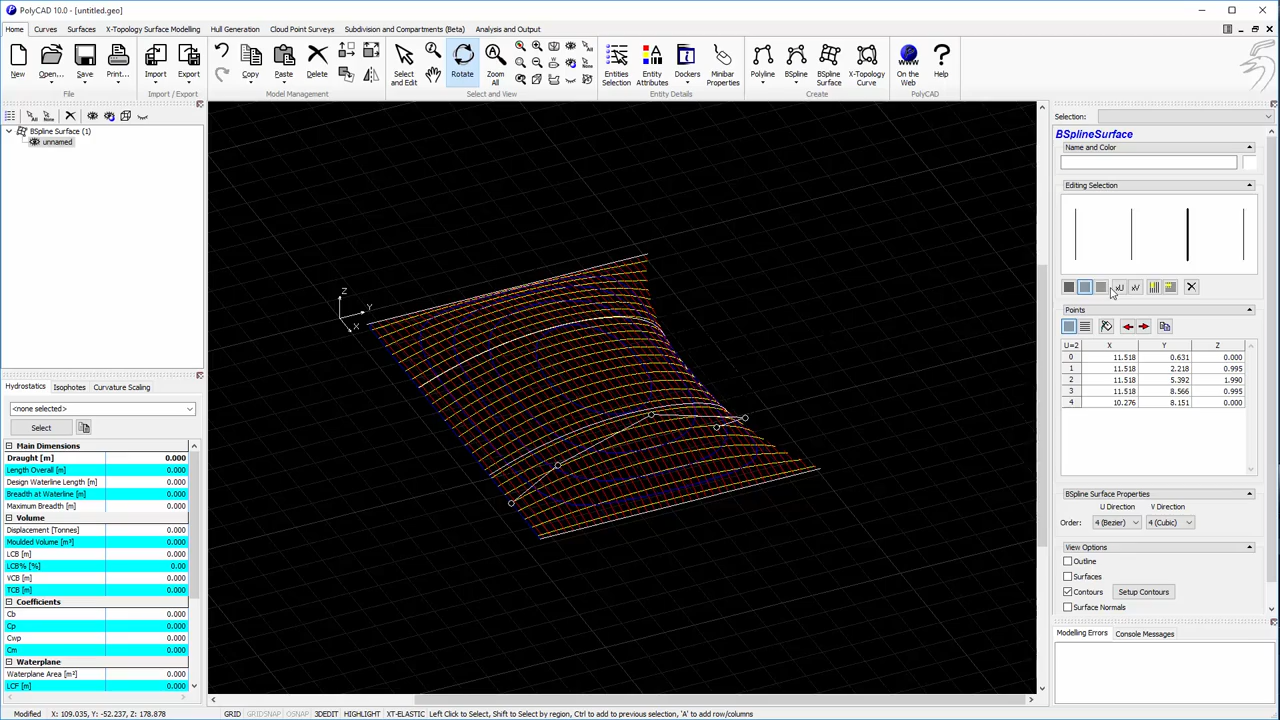 PolyCAD 10.0 - [untitled.geo]
Home Curves Surfaces X-Topology Surface Modelling Hull Generation Cloud Point Surveys Subdivision and Compartments (Beta) Analysis and Output
New Open... Save Print... Import Export Copy Paste Delete Select and Edit Rotate Zoom All Entities Selection Entity Attributes Dockers Minibar Properties Polyline BSpline BSpline Surface X-Topology Curve On the Web Help
File Import / Export Model Management Select and View Entity Details Create PolyCAD
BSpline Surface (1)
unnamed
Hydrostatics Isophotes Curvature Scaling
<none selected>
Select
Main Dimensions
Draught [m] 0.000
Length Overall [m] 0.000
Design Waterline Length [m] 0.000
Breadth at Waterline [m] 0.000
Maximum Breadth [m] 0.000
Volume
Displacement [Tonnes] 0.000
Moulded Volume [m³] 0.000
LCB [m] 0.000
LCB% [%] 0.00
VCB [m] 0.000
TCB [m] 0.000
Coefficients
Cb 0.000
Cp 0.000
Cwp 0.000
Cm 0.000
Waterplane
Waterplane Area [m²] 0.000
LCF [m] 0.000
Z
Y
X
Selection:
BSplineSurface
Name and Color
Editing Selection
xU xV
Points
U=2 X Y Z
0 11.518 0.631 0.000
1 11.518 2.218 0.995
2 11.518 5.392 1.990
3 11.518 8.566 0.995
4 10.276 8.151 0.000
BSpline Surface Properties
U Direction V Direction
Order: 4 (Bezier) 4 (Cubic)
View Options
Outline
Surfaces
Contours Setup Contours
Surface Normals
Modelling Errors Console Messages
Modified X: 109.035, Y: -52.237, Z: 178.878 GRID GRIDSNAP OSNAP 3DEDIT HIGHLIGHT XT-ELASTIC Left Click to Select, Shift to Select by region, Ctrl to add to previous selection, 'A' to add row/columns